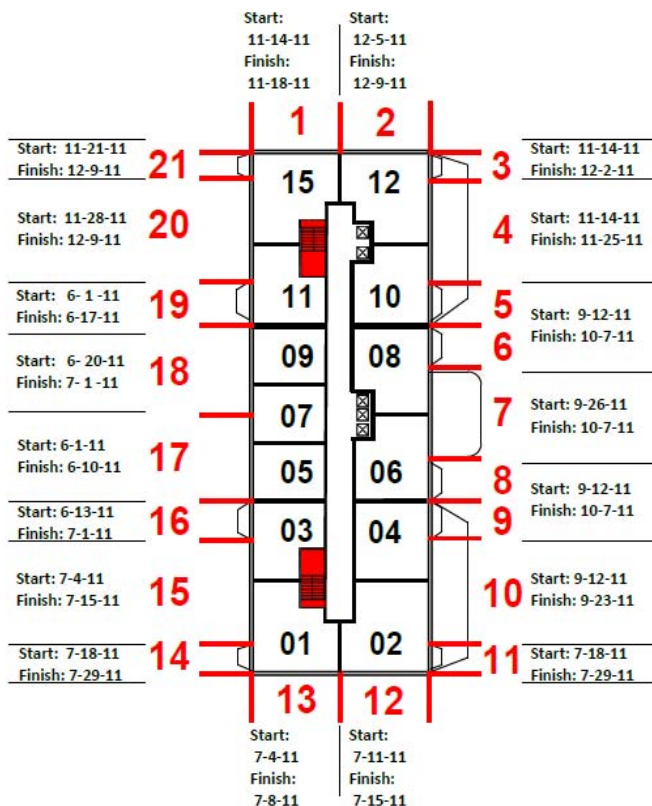 Start:
11-14-11
Finish:
11-18-11
Start:
12-5-11
Finish:
12-9-11
1
2
Start: 11-21-11
Finish: 12-9-11
21
15
12
3
Start: 11-14-11
Finish: 12-2-11
Start: 11-28-11
Finish: 12-9-11
20
4
Start: 11-14-11
Finish: 11-25-11
Start: 6- 1 -11
Finish: 6-17-11
19
11
10
5
Start: 9-12-11
Finish: 10-7-11
6
Start: 6- 20-11
Finish: 7- 1 -11
18
09
08
07
7
Start: 9-26-11
Finish: 10-7-11
Start: 6-1-11
Finish: 6-10-11
17
05
06
8
Start: 9-12-11
Finish: 10-7-11
Start: 6-13-11
Finish: 7-1-11
16
03
04
9
Start: 7-4-11
Finish: 7-15-11
15
10
Start: 9-12-11
Finish: 9-23-11
Start: 7-18-11
Finish: 7-29-11
14
01
02
11
Start: 7-18-11
Finish: 7-29-11
13
12
Start:
7-4-11
Finish:
7-8-11
Start:
7-11-11
Finish:
7-15-11